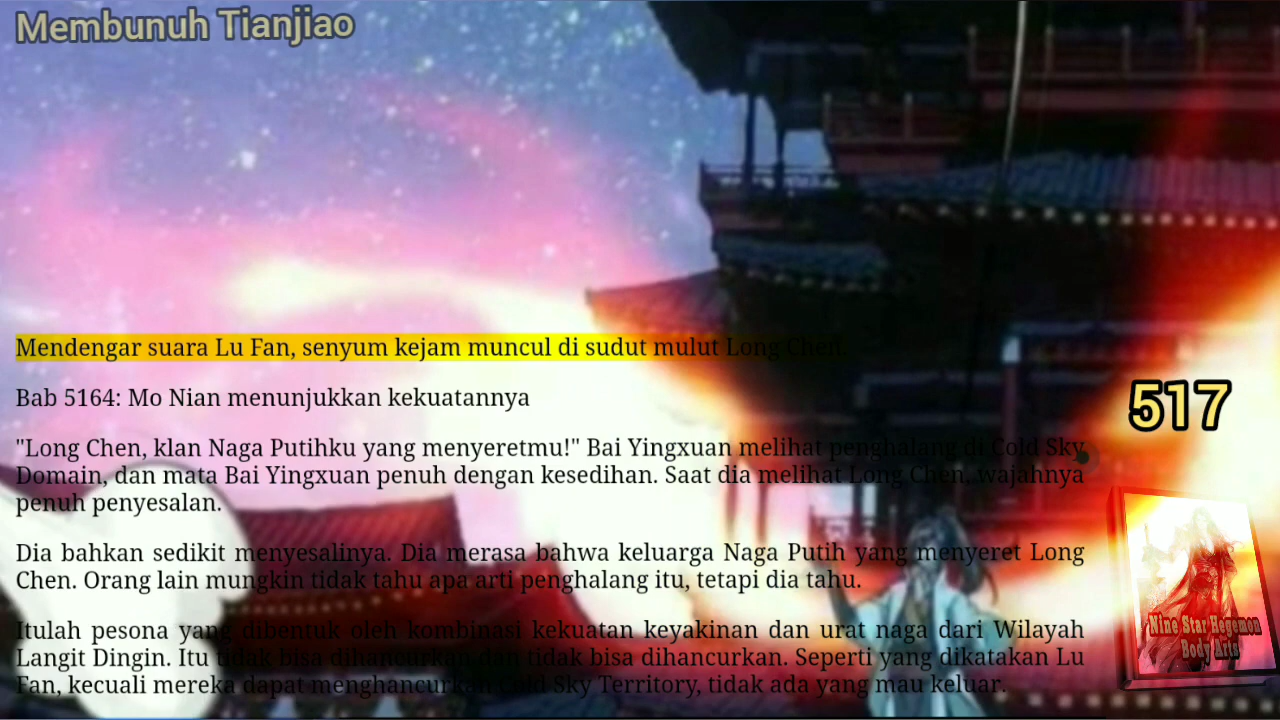 Membunuh Tianjiao
Mendengar suara Lu Fan, senyum kejam muncul di sudut mulut Long Chen.
Bab 5164: Mo Nian menunjukkan kekuatannya
"Long Chen, klan Naga Putihku yang menyeretmu!" Bai Yingxuan melihat penghalang di Cold Sky
Domain, dan mata Bai Yingxuan penuh dengan kesedihan. Saat dia melihat Long Chen, wajahnya
penuh penyesalan.
Dia bahkan sedikit menyesalinya. Dia merasa bahwa keluarga Naga Putih yang menyeret Long
Chen. Orang lain mungkin tidak tahu apa arti penghalang itu, tetapi dia tahu.
Itulah pesona yang dibentuk oleh kombinasi kekuatan keyakinan dan urat naga dari Wilayah
Langit Dingin. Itu tidak bisa dihancurkan dan tidak bisa dihancurkan. Seperti yang dikatakan Lu
Fan, kecuali mereka dapat menghancurkan Cold Sky Territory, tidak ada yang mau keluar.
517
Nine Star Hegemon
Body Arts